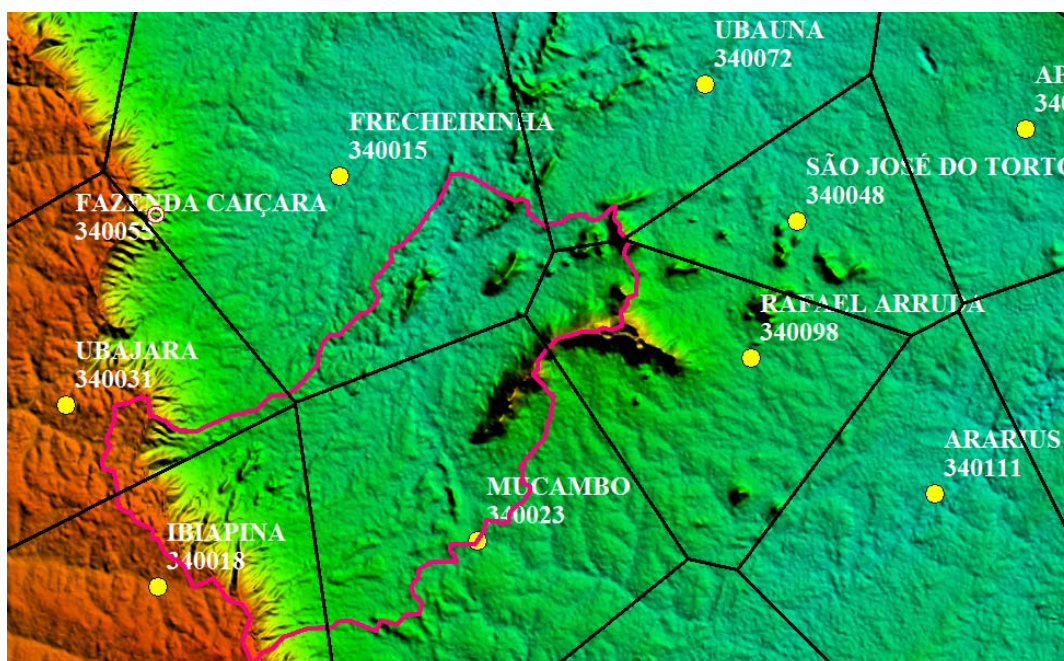 UBAUNA
340072
FRECHEIRINHA
340015
SÃO JOSÉ DO TORTO
340048
FAZENDA CAIÇARA
RAFAEL ARRUDA
340098
UBAJARA
340031
ARARIUS
340111
MUCAMBO
340023
IBIAPINA
340018